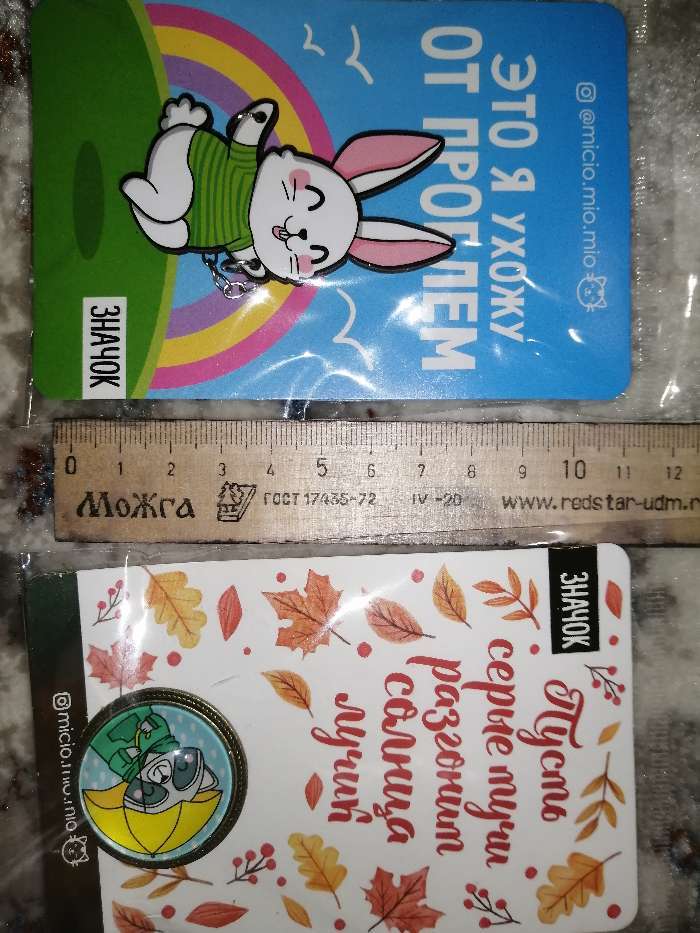 @micio.mio.mio
ЭТО Я УХОЖУ
ОТ ПРОБЛЕМ
ЗНАЧОК
0 1 2 3 4 5 6 7 8 9 10 11 12
Можга ГОСТ 17435-72 IV -20 www.redstar-udm.r
ЗНАЧОК
Пусть
серые тучи
разгонит
солнца
лучик
@micio.mio.mio